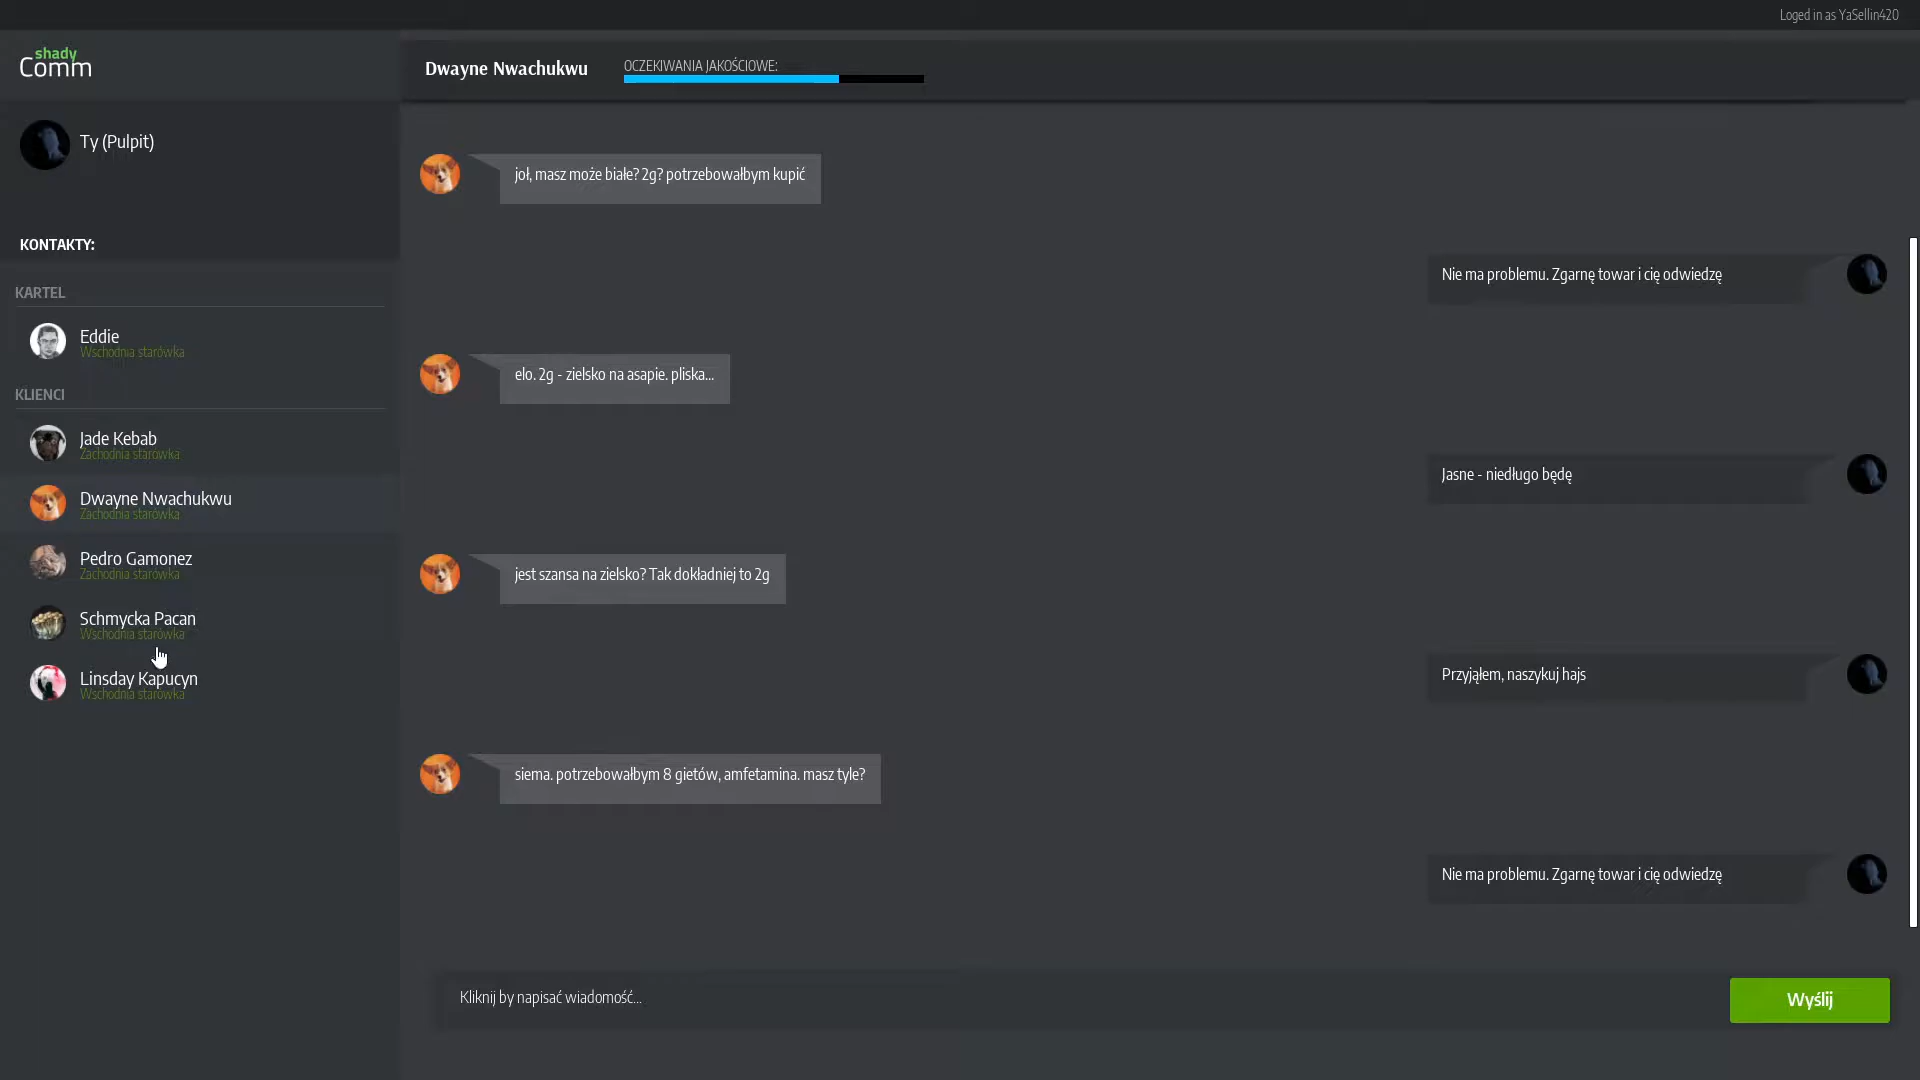 Loged in as YaSellin420
shady
Comm
Dwayne Nwachukwu
OCZEKIWANIA JAKOŚCIOWE:
Ty (Pulpit)
KONTAKTY:
KARTEL
Eddie
Wschodnia starówka
KLIENCI
Jade Kebab
Zachodnia starówka
Dwayne Nwachukwu
Zachodnia starówka
Pedro Gamonez
Zachodnia starówka
Schmycka Pacan
Wschodnia starówka
Linsday Kapucyn
Wschodnia starówka
joł, masz może białe? 2g? potrzebowałbym kupić
Nie ma problemu. Zgarnę towar i cię odwiedzę
elo. 2g - zielsko na asapie. pliska...
Jasne - niedługo będę
jest szansa na zielsko? Tak dokładniej to 2g
Przyjąłem, naszykuj hajs
siema. potrzebowałbym 8 gietów, amfetamina. masz tyle?
Nie ma problemu. Zgarnę towar i cię odwiedzę
Kliknij by napisać wiadomość...
Wyślij